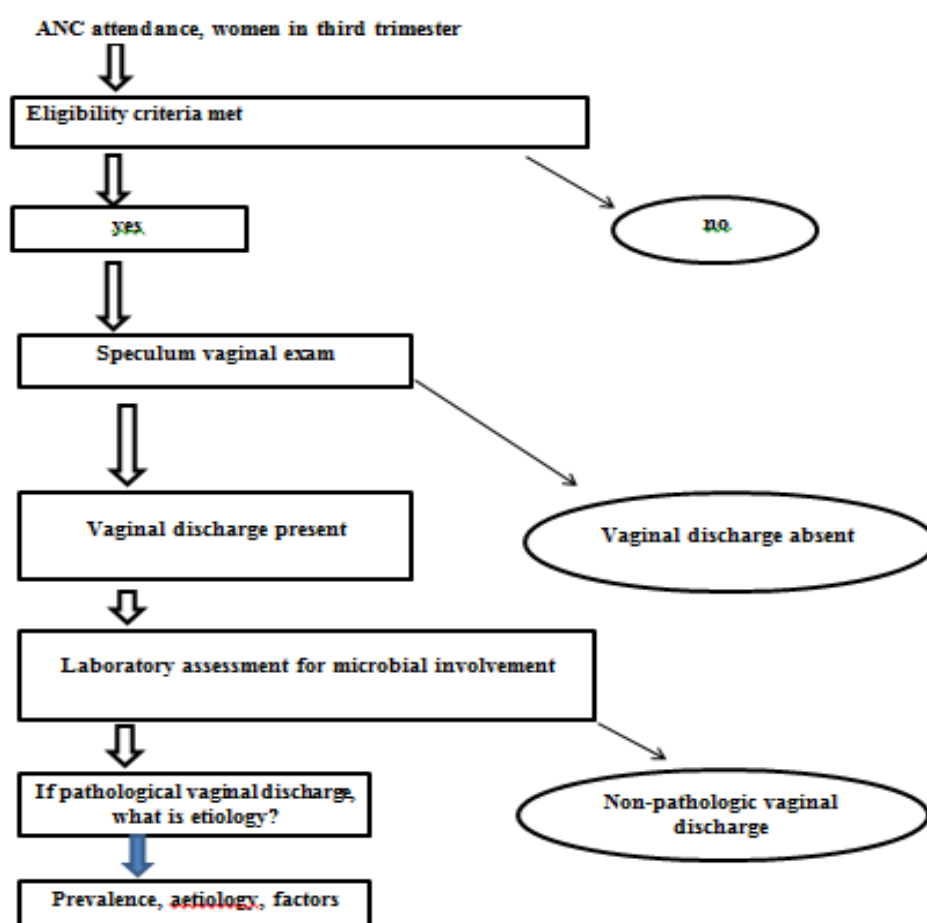 ANC attendance, women in third trimester
Eligibility criteria met
yes
no
Speculum vaginal exam
Vaginal discharge present
Vaginal discharge absent
Laboratory assessment for microbial involvement
If pathological vaginal discharge,
what is etiology?
Non-pathologic vaginal
discharge
Prevalence, aetiology, factors